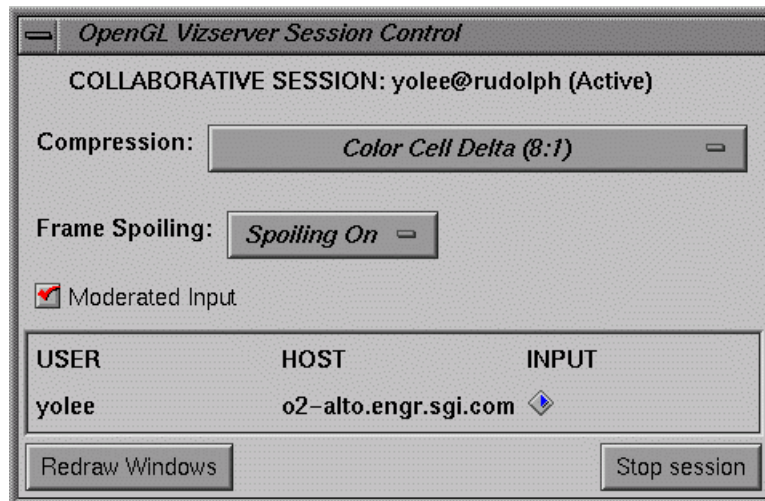 OpenGL Vizserver Session Control
COLLABORATIVE SESSION: yolee@rudolph (Active)
Compression: Color Cell Delta (8:1)
Frame Spoiling: Spoiling On
Moderated Input
USER HOST INPUT
yolee o2-alto.engr.sgi.com
Redraw Windows Stop session